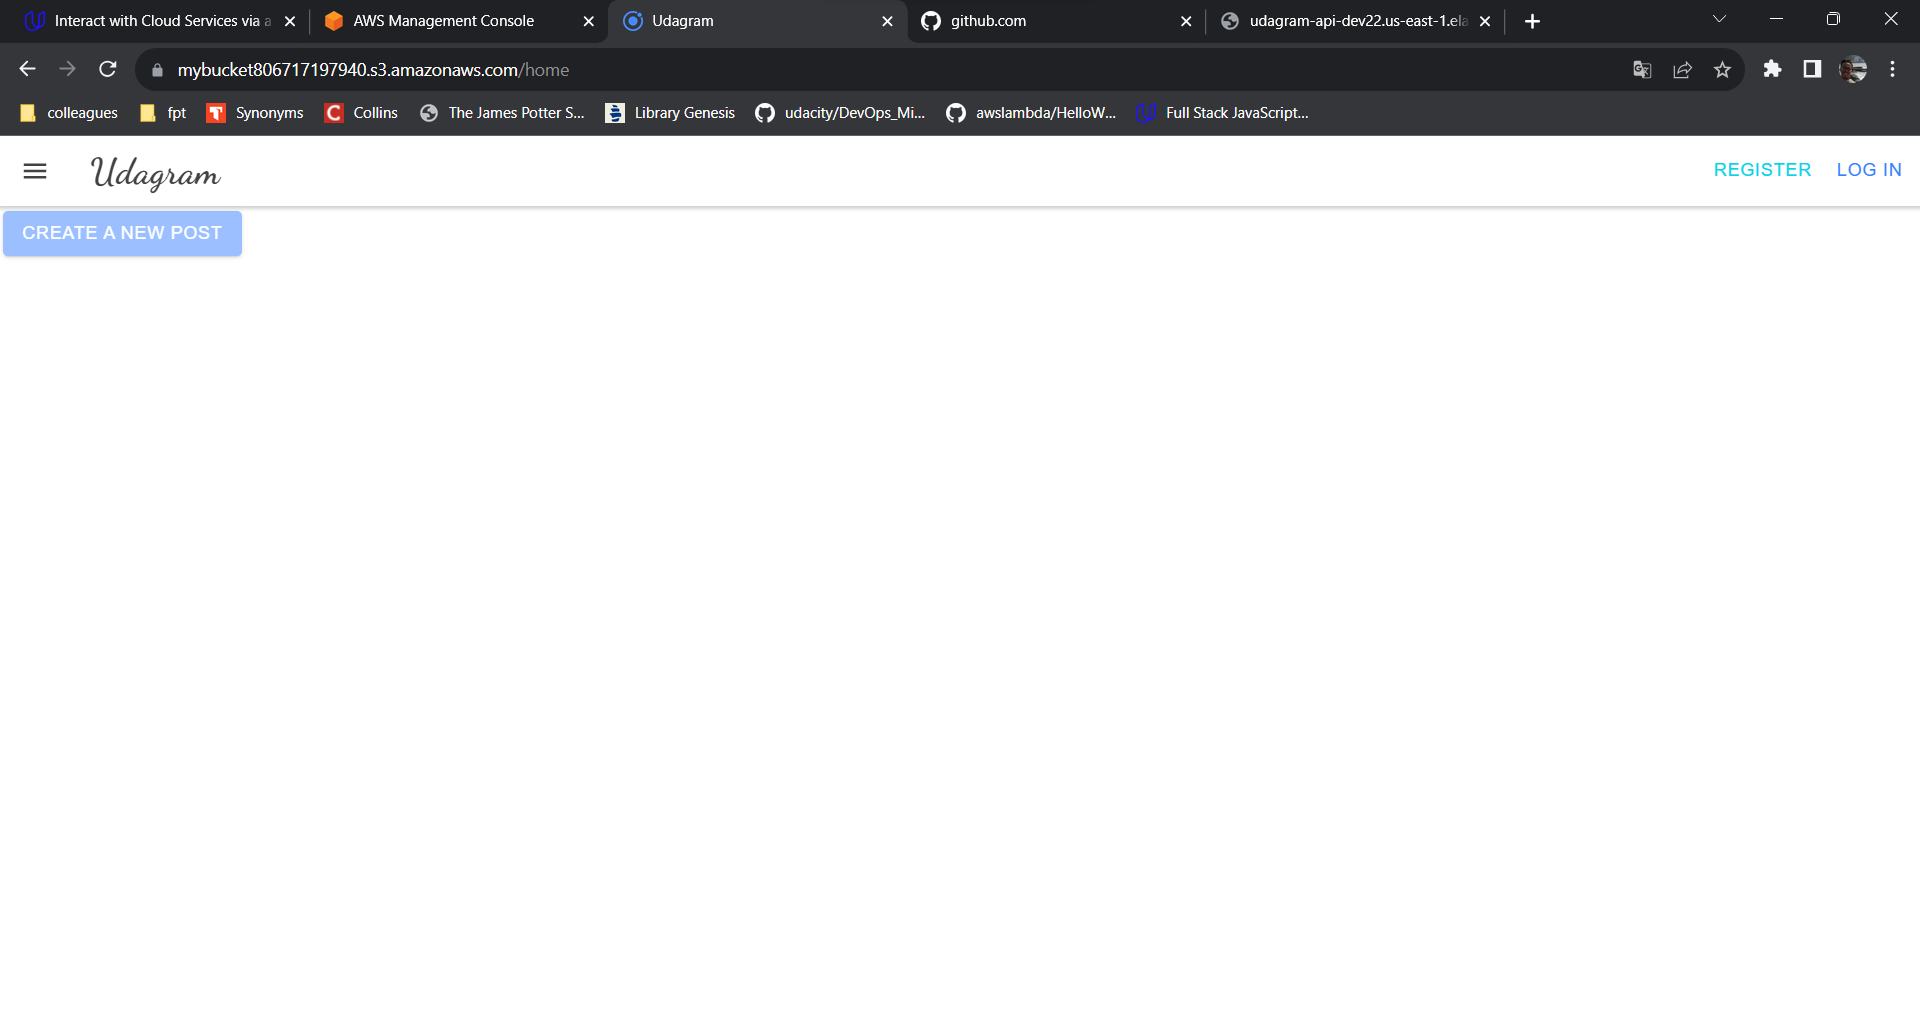 Interact with Cloud Services via a
AWS Management Console
Udagram
github.com
udagram-api-dev22.us-east-1.ela
mybucket806717197940.s3.amazonaws.com/home
colleagues
fpt
Synonyms
Collins
The James Potter S...
Library Genesis
udacity/DevOps_Mi...
awslambda/HelloW...
Full Stack JavaScript...
Udagram
REGISTER
LOG IN
CREATE A NEW POST